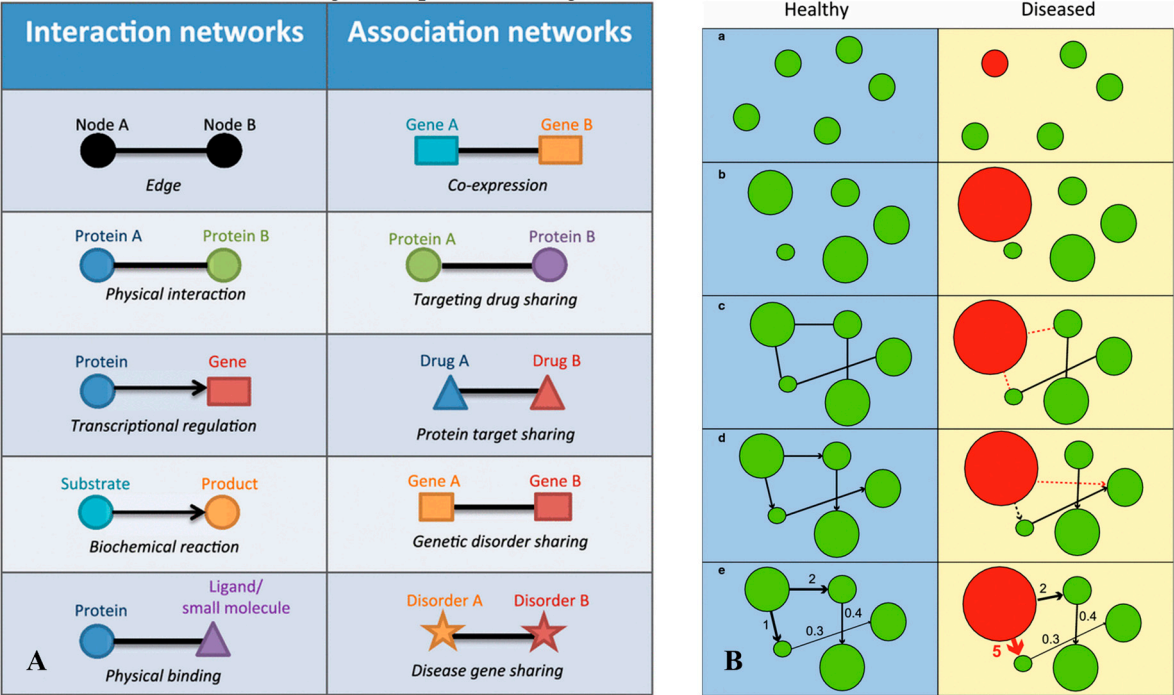 Interaction networks
Association networks
Node A
Node B
Edge
Gene A
Gene B
Co-expression
Protein A
Protein B
Physical interaction
Protein A
Protein B
Targeting drug sharing
Protein
Gene
Transcriptional regulation
Drug A
Drug B
Protein target sharing
Substrate
Product
Biochemical reaction
Gene A
Gene B
Genetic disorder sharing
Protein
Ligand/
small molecule
Physical binding
Disorder A
Disorder B
Disease gene sharing
A
Healthy
Diseased
a
b
c
d
e
2
1
0.4
0.3
2
0.4
0.3
5
B